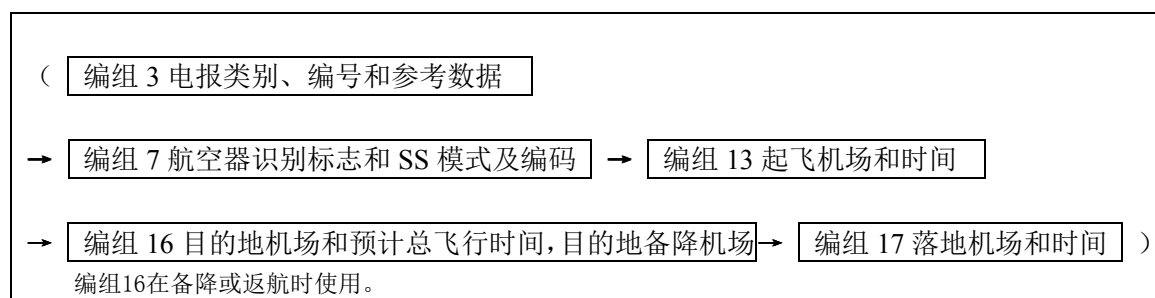 （ 编组 3 电报类别、编号和参考数据
→ 编组 7 航空器识别标志和 SS 模式及编码 → 编组 13 起飞机场和时间
→ 编组 16 目的地机场和预计总飞行时间，目的地备降机场 → 编组 17 落地机场和时间 ）
编组16在备降或返航时使用。